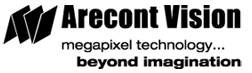 Arecont Vision
megapixel technology...
beyond imagination